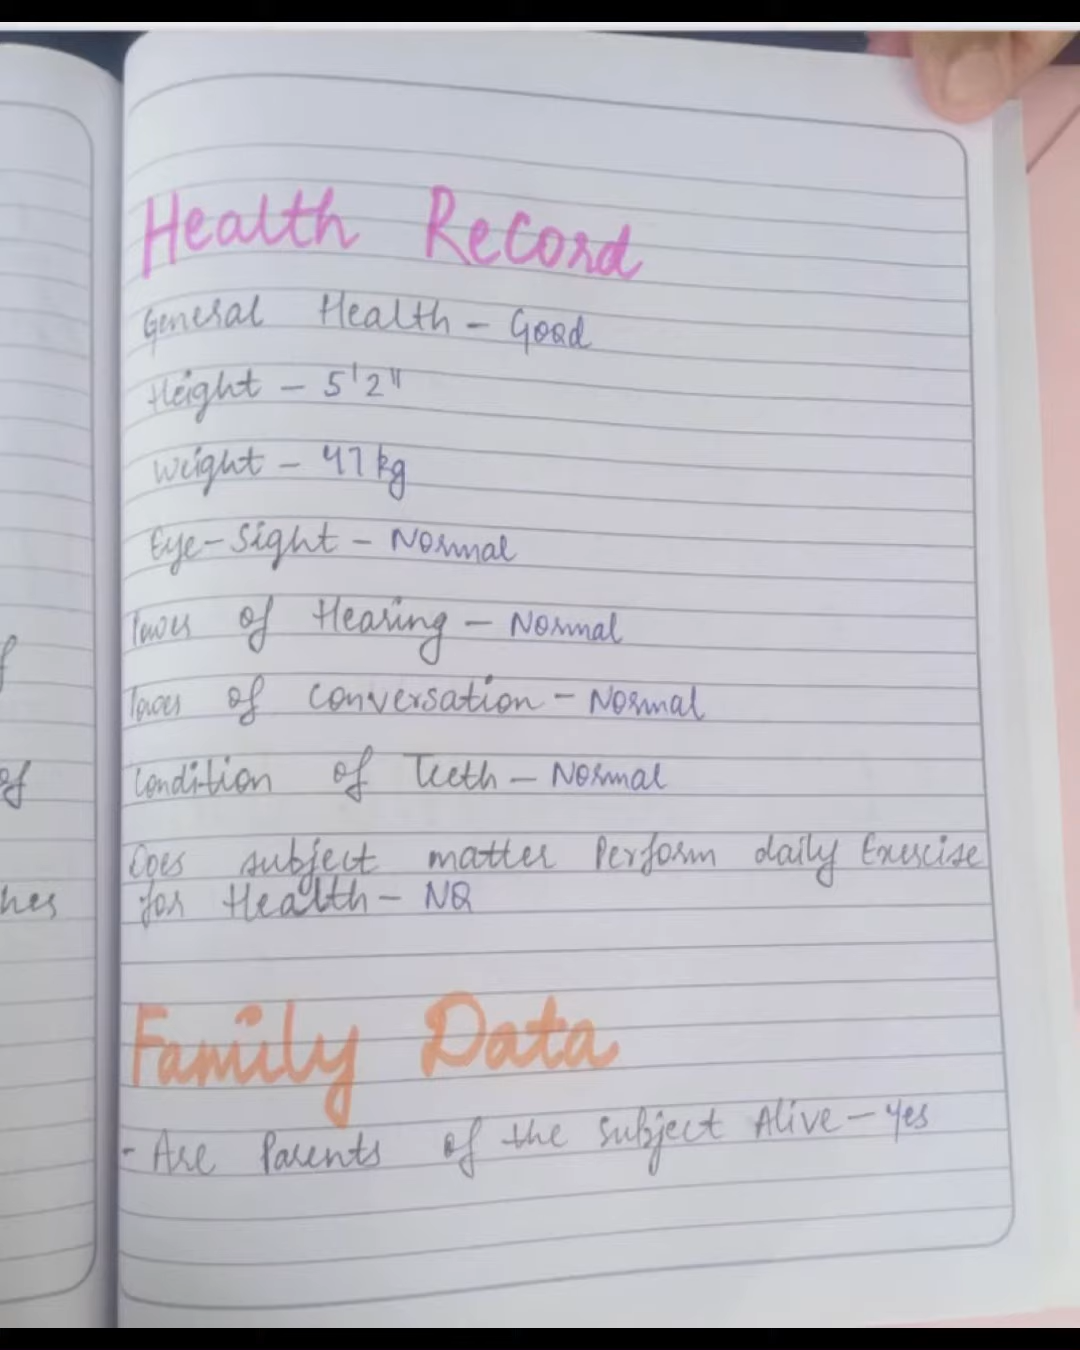 Health Record
General Health - Good
Height - 5'2"
Weight - 47 kg
Eye-Sight - Normal
of Hearing - Normal
of conversation - Normal
Condition of Teeth - Normal
Does subject matter Perform daily Exercise
for Health - No
Family Data
- Are Parents of the Subject Alive - Yes
f
of
hes